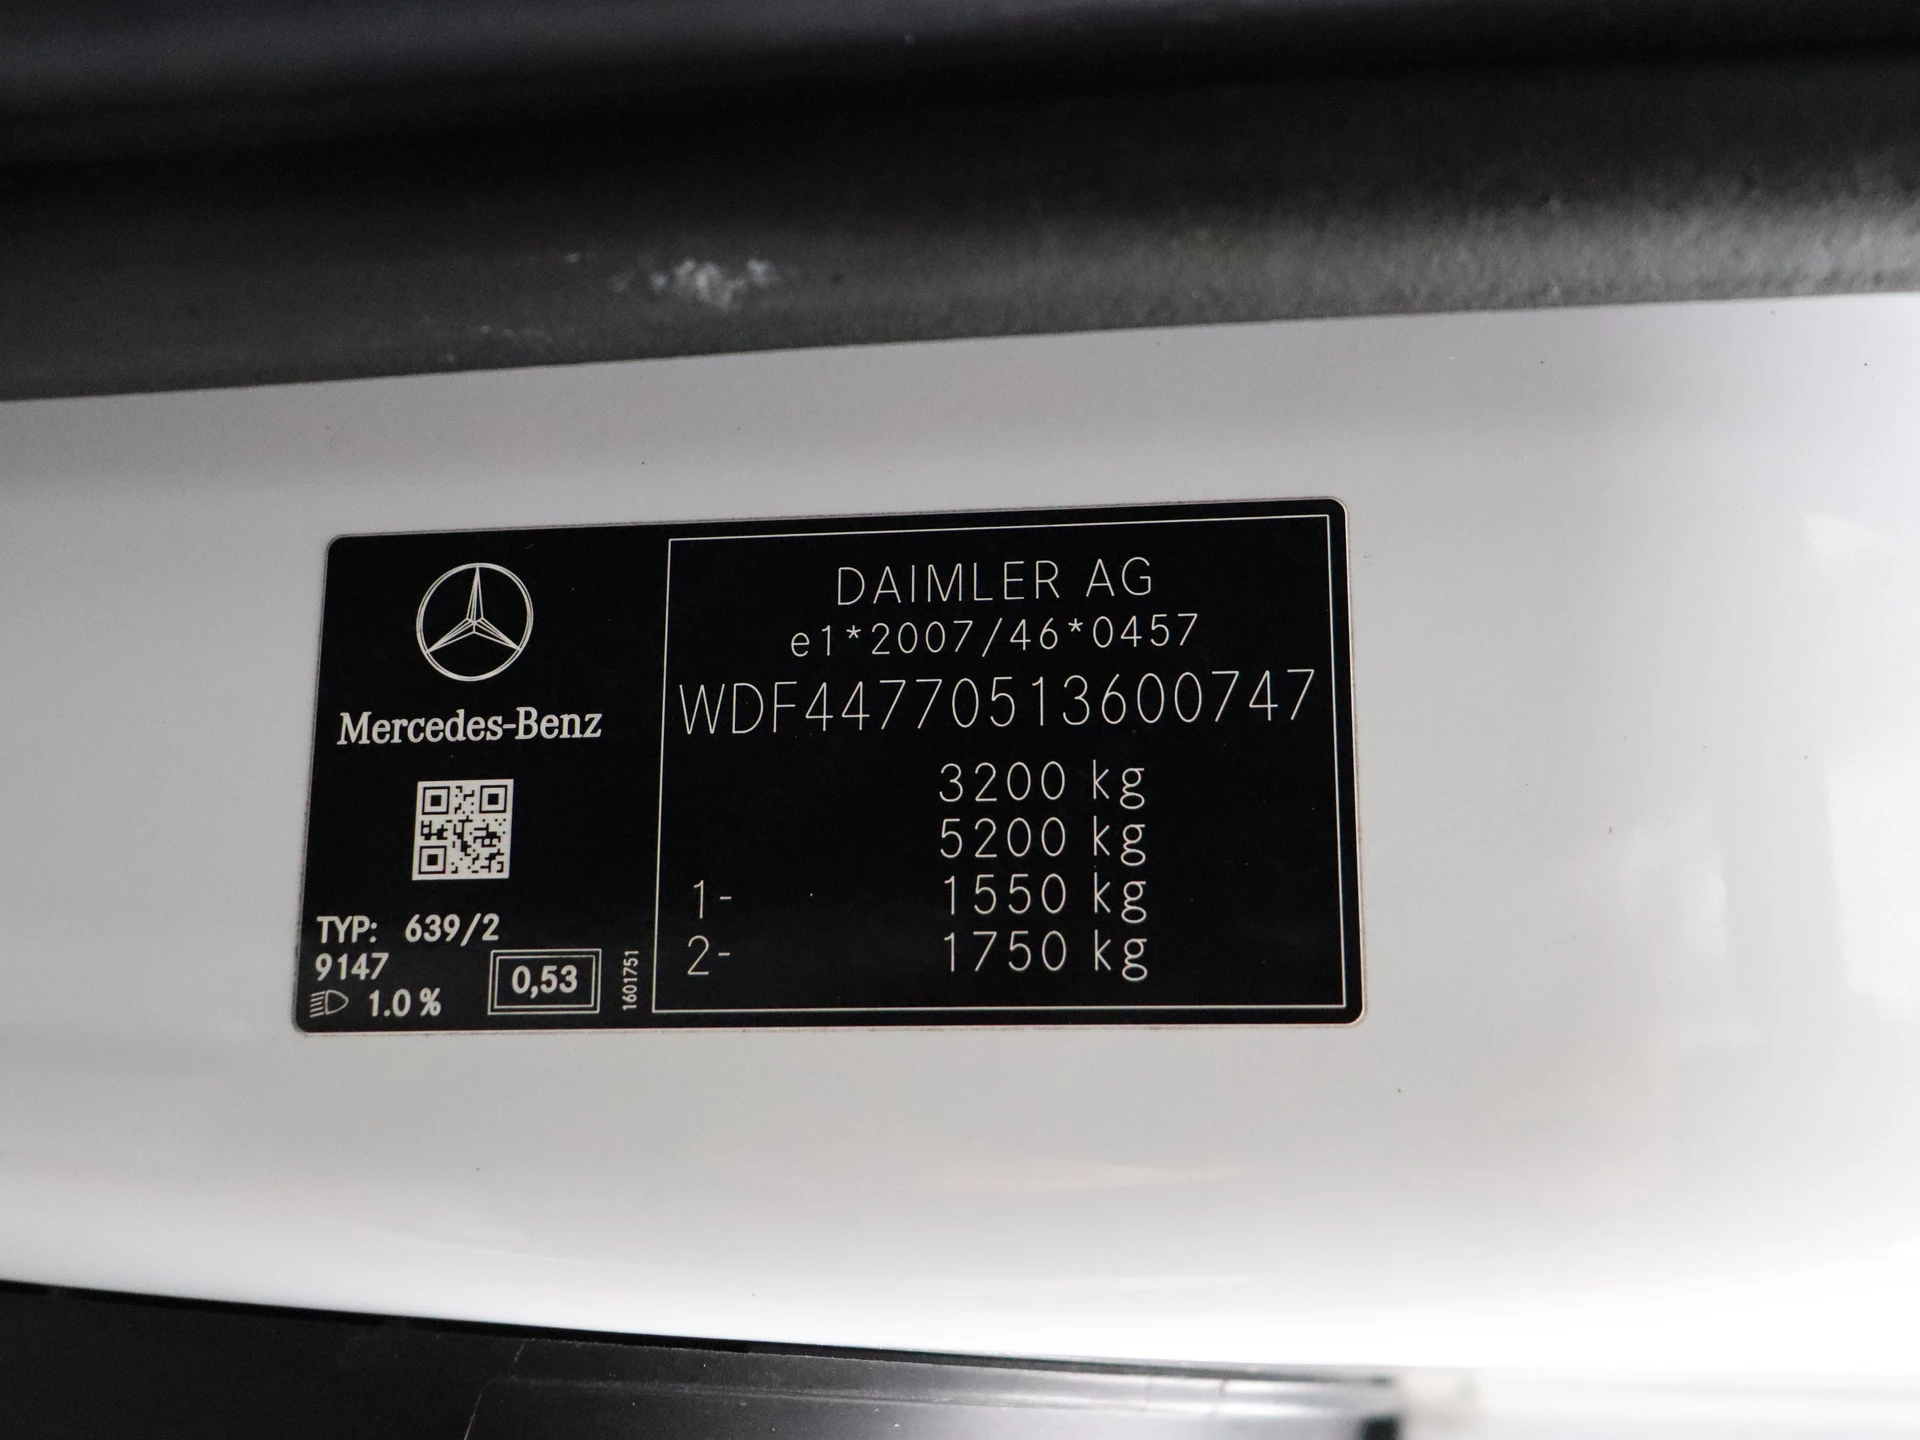 Mercedes-Benz
TYP: 639/2
9147
1.0 %
0,53
1601751
DAIMLER AG
e1*2007/46*0457
WDF44770513600747
3200 kg
5200 kg
1- 1550 kg
2- 1750 kg